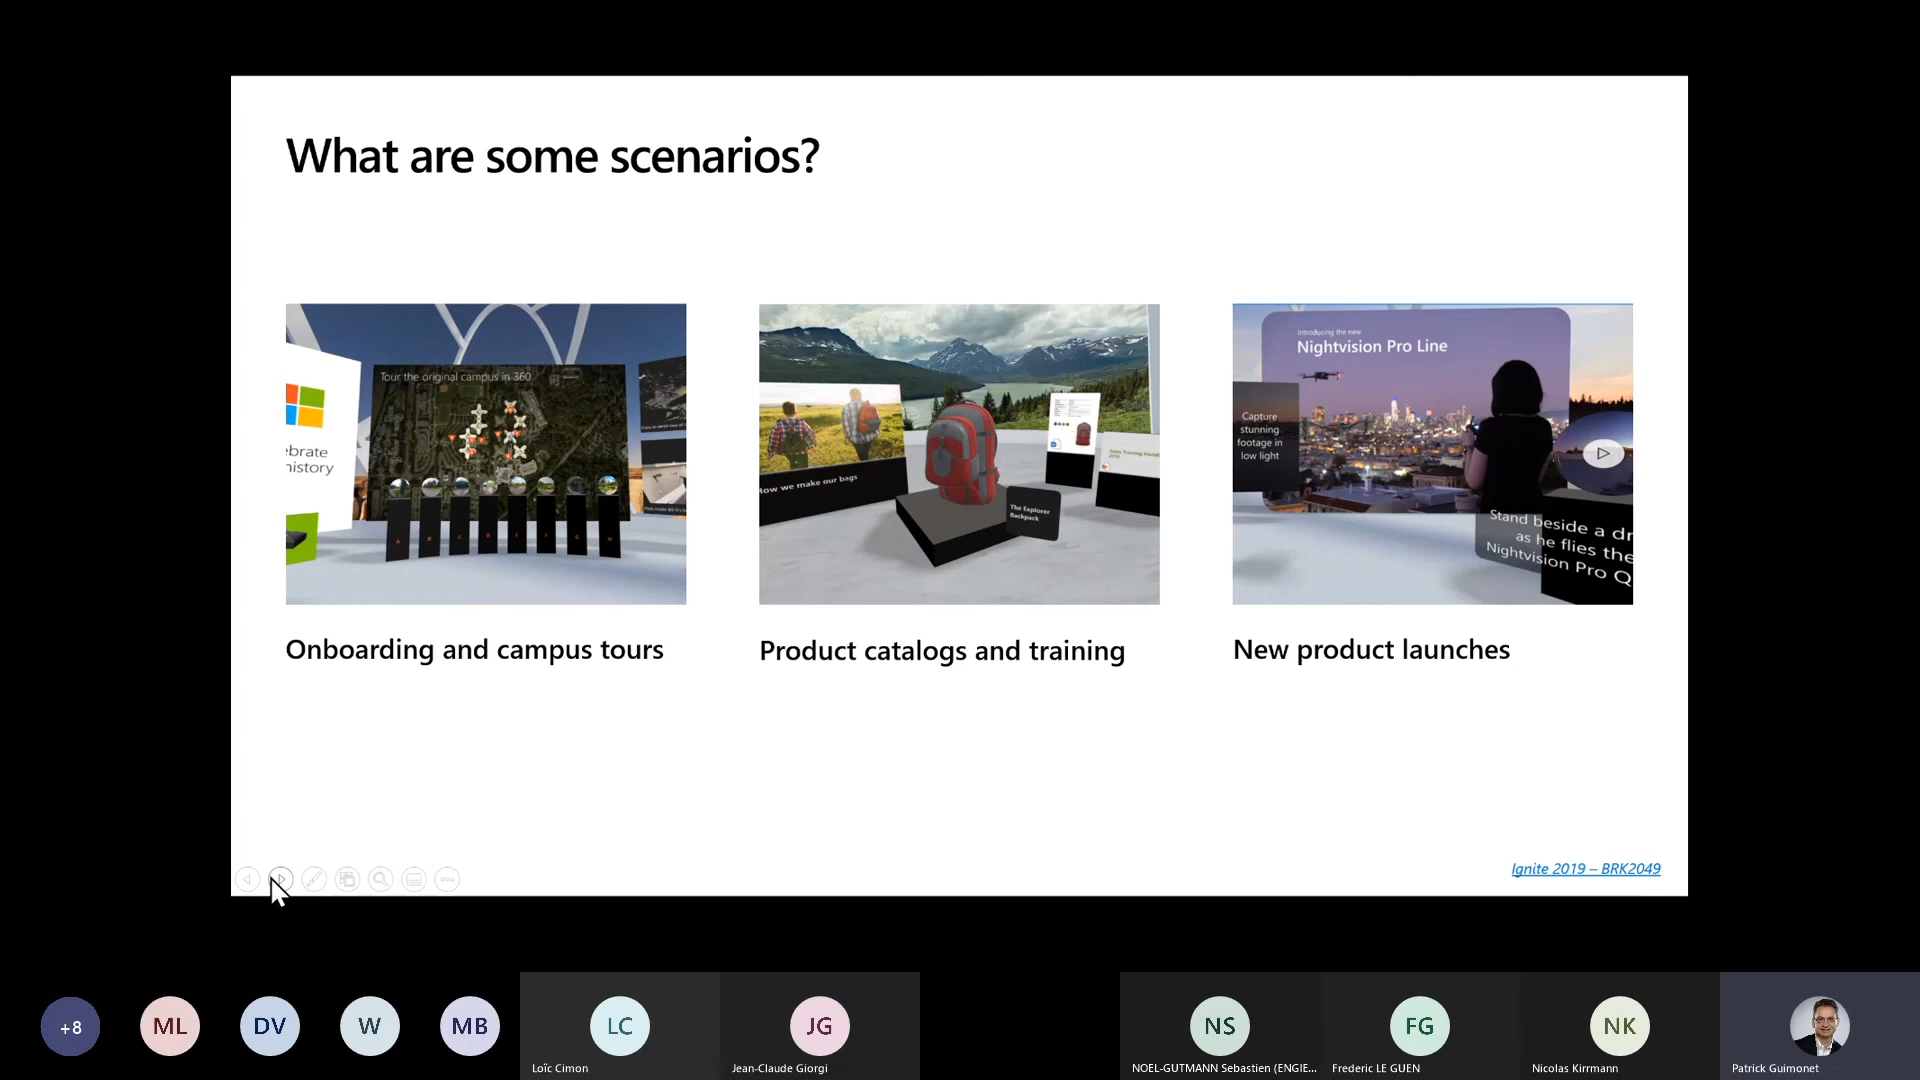 What are some scenarios?
Tour the original campus in 360
ebrate
history
A B C D E F G H
How we make our bags
The Explorer
Backpack
Introducing the new
Nightvision Pro Line
Capture
stunning
footage in
low light
Stand beside a dr
as he flies the
Nightvision Pro Q
Onboarding and campus tours
Product catalogs and training
New product launches
Ignite 2019 – BRK2049
+8
ML
DV
W
MB
LC
JG
NS
FG
NK
Loïc Cimon
Jean-Claude Giorgi
NOEL-GUTMANN Sebastien (ENGIE...
Frederic LE GUEN
Nicolas Kirrmann
Patrick Guimonet